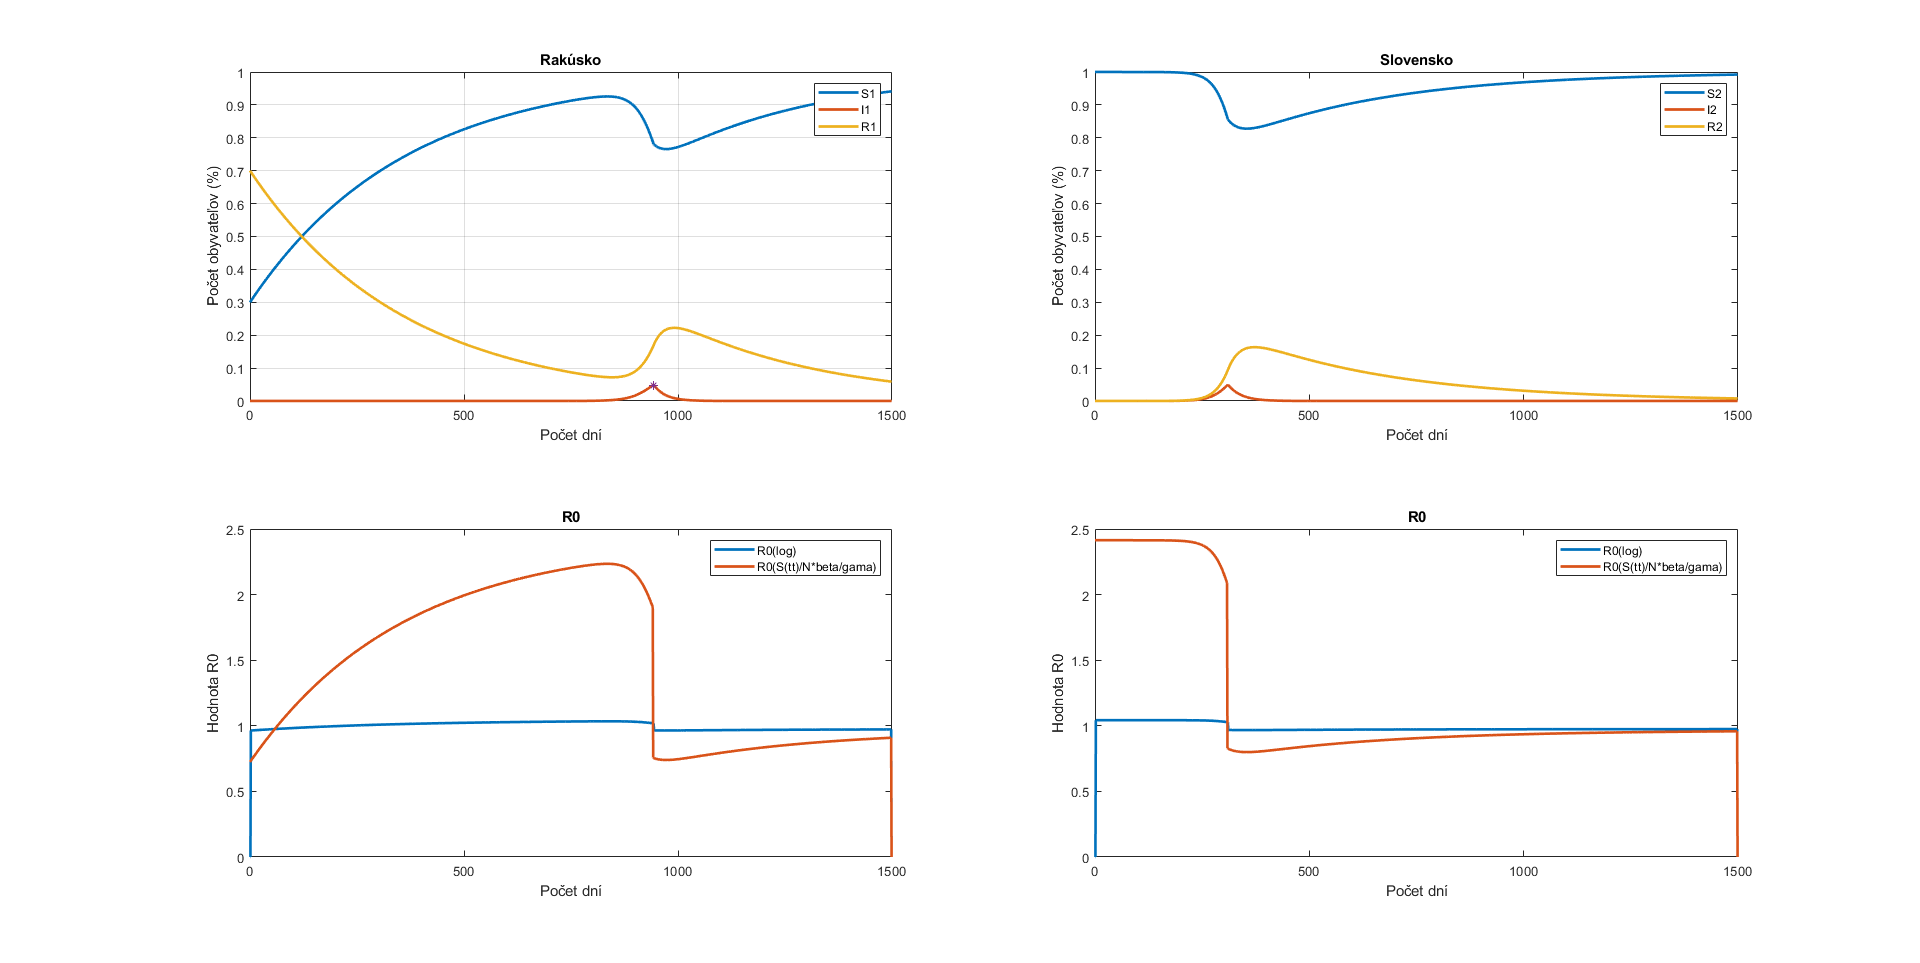 Rakúsko
1
0.9
0.8
0.7
0.6
0.5
0.4
0.3
0.2
0.1
0
Počet obyvateľov (%)
S1
I1
R1
0 500 1000 1500
Počet dní
Slovensko
1
0.9
0.8
0.7
0.6
0.5
0.4
0.3
0.2
0.1
0
Počet obyvateľov (%)
S2
I2
R2
0 500 1000 1500
Počet dní
R0
2.5
2
1.5
1
0.5
0
Hodnota R0
R0(log)
R0(S(tt)/N*beta/gama)
0 500 1000 1500
Počet dní
R0
2.5
2
1.5
1
0.5
0
Hodnota R0
R0(log)
R0(S(tt)/N*beta/gama)
0 500 1000 1500
Počet dní